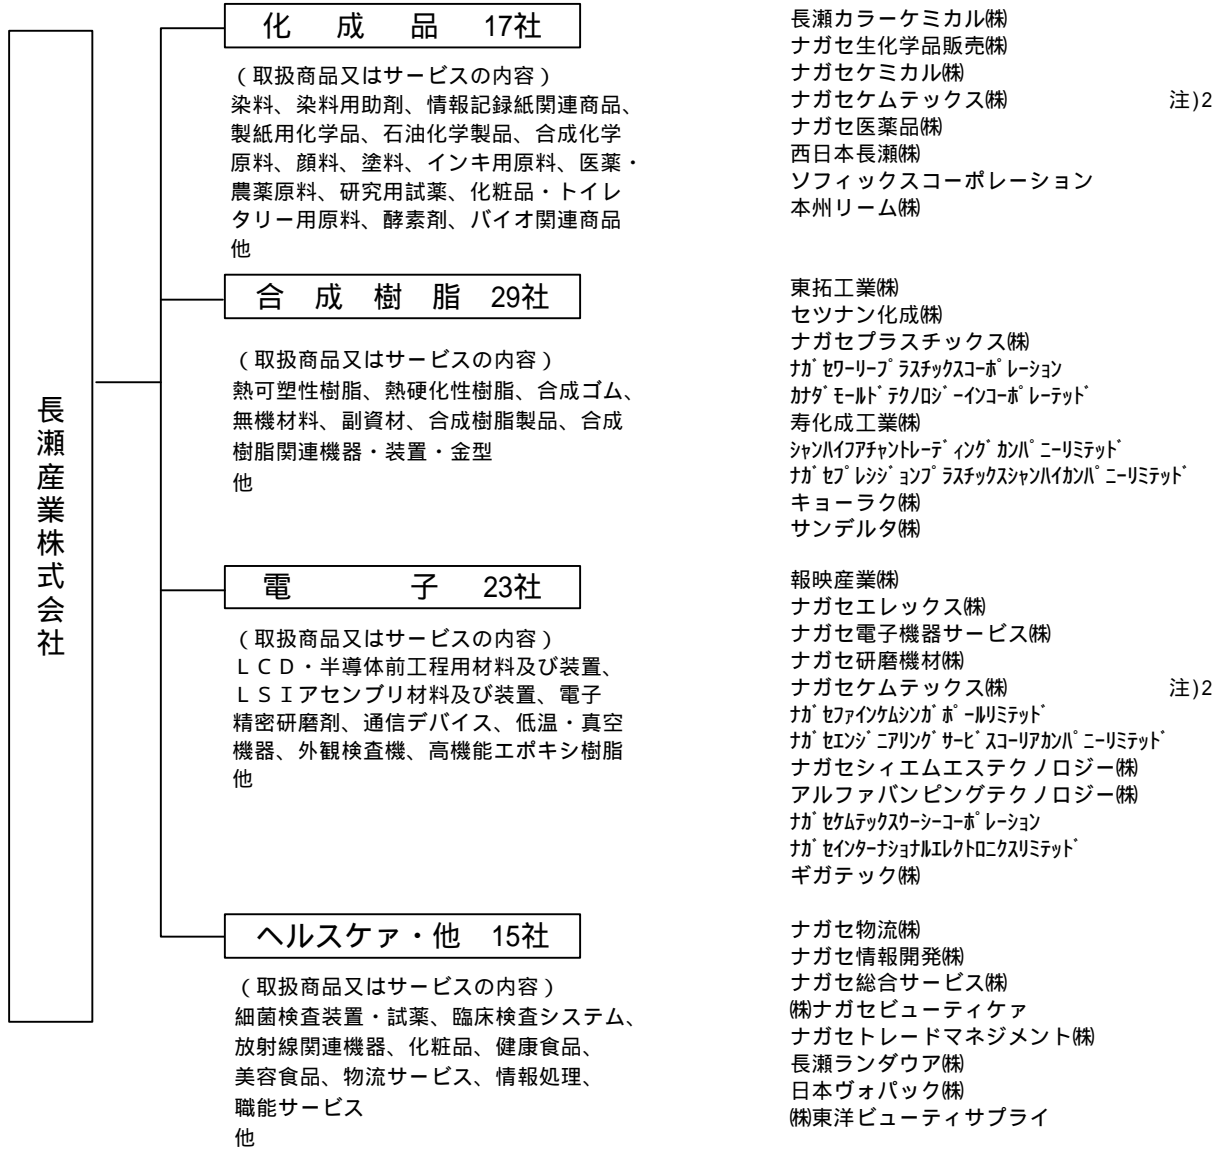 長瀬産業株式会社
化 成 品 17社
(取扱商品又はサービスの内容)
染料、染料用助剤、情報記録紙関連商品、
製紙用化学品、石油化学製品、合成化学
原料、顔料、塗料、インキ用原料、医薬・
農薬原料、研究用試薬、化粧品・トイレ
タリー用原料、酵素剤、バイオ関連商品
他
長瀬カラーケミカル㈱
ナガセ生化学品販売㈱
ナガセケミカル㈱
ナガセケムテックス㈱ 注)2
ナガセ医薬品㈱
西日本長瀬㈱
ソフィックスコーポレーション
本州リーム㈱
合 成 樹 脂 29社
(取扱商品又はサービスの内容)
熱可塑性樹脂、熱硬化性樹脂、合成ゴム、
無機材料、副資材、合成樹脂製品、合成
樹脂関連機器・装置・金型
他
東拓工業㈱
セツナン化成㈱
ナガセプラスチックス㈱
ﾅｶﾞｾﾜｰﾘｰﾌﾟﾗｽﾁｯｸｽｺｰﾎﾟﾚｰｼｮﾝ
ｶﾅﾀﾞﾓｰﾙﾄﾞﾃｸﾉﾛｼﾞｰｲﾝｺｰﾎﾟﾚｰﾃｯﾄﾞ
寿化成工業㈱
ｼｬﾝﾊｲﾌｱﾁｬﾝﾄﾚｰﾃﾞｨﾝｸﾞｶﾝﾊﾟﾆｰﾘﾐﾃｯﾄﾞ
ﾅｶﾞｾﾌﾟﾚｼｼﾞｮﾝﾌﾟﾗｽﾁｯｸｽｼｬﾝﾊｲｶﾝﾊﾟﾆｰﾘﾐﾃｯﾄﾞ
キョーラク㈱
サンデルタ㈱
電 子 23社
(取扱商品又はサービスの内容)
ＬＣＤ・半導体前工程用材料及び装置、
ＬＳＩアセンブリ材料及び装置、電子
精密研磨剤、通信デバイス、低温・真空
機器、外観検査機、高機能エポキシ樹脂
他
報映産業㈱
ナガセエレックス㈱
ナガセ電子機器サービス㈱
ナガセ研磨機材㈱
ナガセケムテックス㈱ 注)2
ﾅｶﾞｾﾌｧｲﾝｹﾑｼﾝｶﾞﾎﾟｰﾙﾘﾐﾃｯﾄﾞ
ﾅｶﾞｾｴﾝｼﾞﾆｱﾘﾝｸﾞｻｰﾋﾞｽｺｰﾘｱｶﾝﾊﾟﾆｰﾘﾐﾃｯﾄﾞ
ナガセシィエムエステクノロジー㈱
アルファバンピングテクノロジー㈱
ﾅｶﾞｾｹﾑﾃｯｸｽｳｰｼｰｺｰﾎﾟﾚｰｼｮﾝ
ﾅｶﾞｾｲﾝﾀｰﾅｼｮﾅﾙｴﾚｸﾄﾛﾆｸｽﾘﾐﾃｯﾄﾞ
ギガテック㈱
ヘルスケァ・他 15社
(取扱商品又はサービスの内容)
細菌検査装置・試薬、臨床検査システム、
放射線関連機器、化粧品、健康食品、
美容食品、物流サービス、情報処理、
職能サービス
他
ナガセ物流㈱
ナガセ情報開発㈱
ナガセ総合サービス㈱
㈱ナガセビューティケァ
ナガセトレードマネジメント㈱
長瀬ランダウア㈱
日本ヴォパック㈱
㈱東洋ビューティサプライ